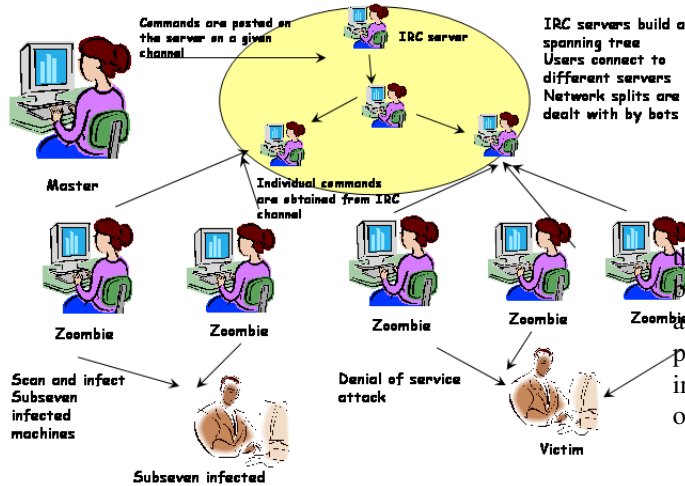 Commands are posted on
the server on a given
channel
IRC server
IRC servers build a
spanning tree
Users connect to
different servers
Network splits are
dealt with by bots
Master
Individual commands
are obtained from IRC
channel
Zoombie
Zoombie
Zoombie
Zoombie
Zoombie
Scan and infect
Subseven
infected
machines
Denial of service
attack
Victim
Subseven infected